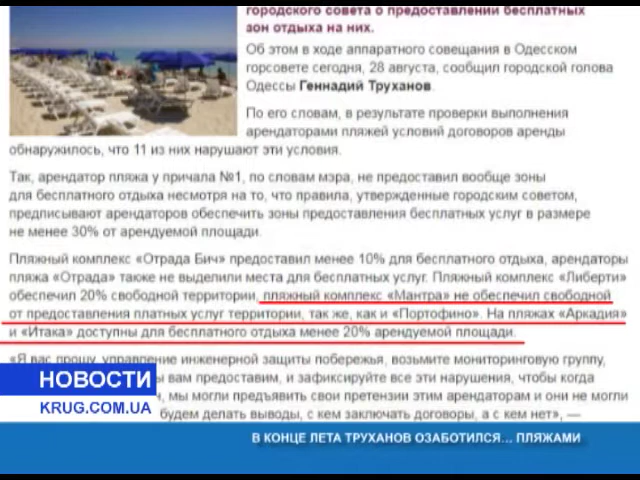 городского совета о предоставлении бесплатных
зон отдыха на них.
Об этом в ходе аппаратного совещания в Одесском
горсовете сегодня, 28 августа, сообщил городской голова
Одессы Геннадий Труханов.
По его словам, в результате проверки выполнения
арендаторами пляжей условий договоров аренды
обнаружилось, что 11 из них нарушают эти условия.
Так, арендатор пляжа у причала №1, по словам мэра, не предоставил вообще зоны
для бесплатного отдыха несмотря на то, что правила, утвержденные городским советом,
предписывают арендаторов обеспечить зоны предоставления бесплатных услуг в размере
не менее 30% от арендуемой площади.
Пляжный комплекс «Отрада Бич» предоставил менее 10% для бесплатного отдыха, арендаторы
пляжа «Отрада» также не выделили места для бесплатных услуг. Пляжный комплекс «Либерти»
обеспечил 20% свободной территории, пляжный комплекс «Мантра» не обеспечил свободной
от предоставления платных услуг территории, так же, как и «Портофино». На пляжах «Аркадия»
и «Итака» доступны для бесплатного отдыха менее 20% арендуемой площади.
«Я вас прошу, управление инженерной защиты побережья, возьмите мониторинговую группу,
ы вам предоставим, и зафиксируйте все эти нарушения, чтобы когда
н, мы могли предъявить свои претензии этим арендаторам и они не могли
будем делать выводы, с кем заключать договоры, а с кем нет», —
НОВОСТИ
KRUG.COM.UA
В КОНЦЕ ЛЕТА ТРУХАНОВ ОЗАБОТИЛСЯ... ПЛЯЖАМИ